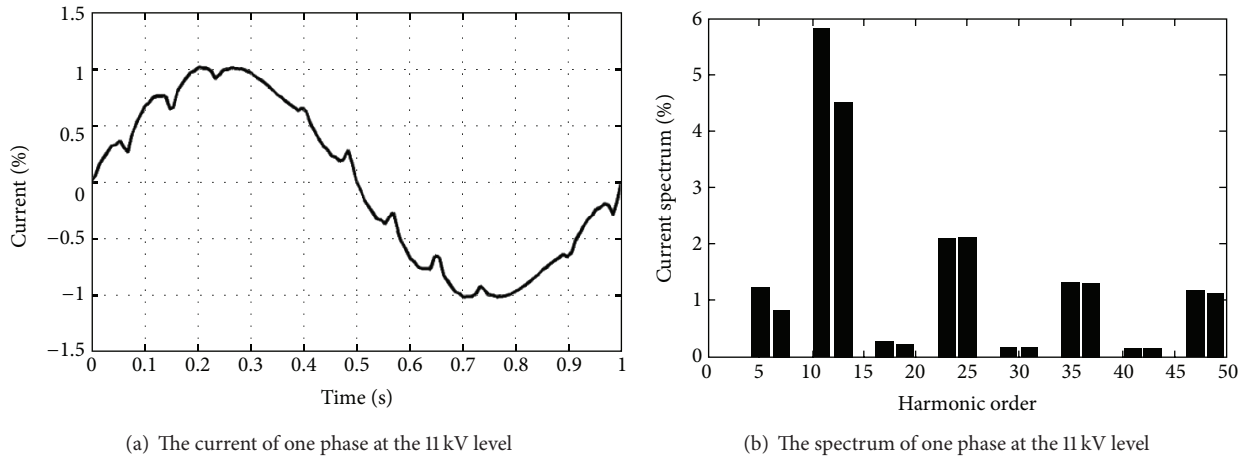 1.5
1
0.5
0
−0.5
−1
−1.5
Current (%)
0 0.1 0.2 0.3 0.4 0.5 0.6 0.7 0.8 0.9 1
Time (s)
(a) The current of one phase at the 11 kV level
6
5
4
3
2
1
0
Current spectrum (%)
0 5 10 15 20 25 30 35 40 45 50
Harmonic order
(b) The spectrum of one phase at the 11 kV level